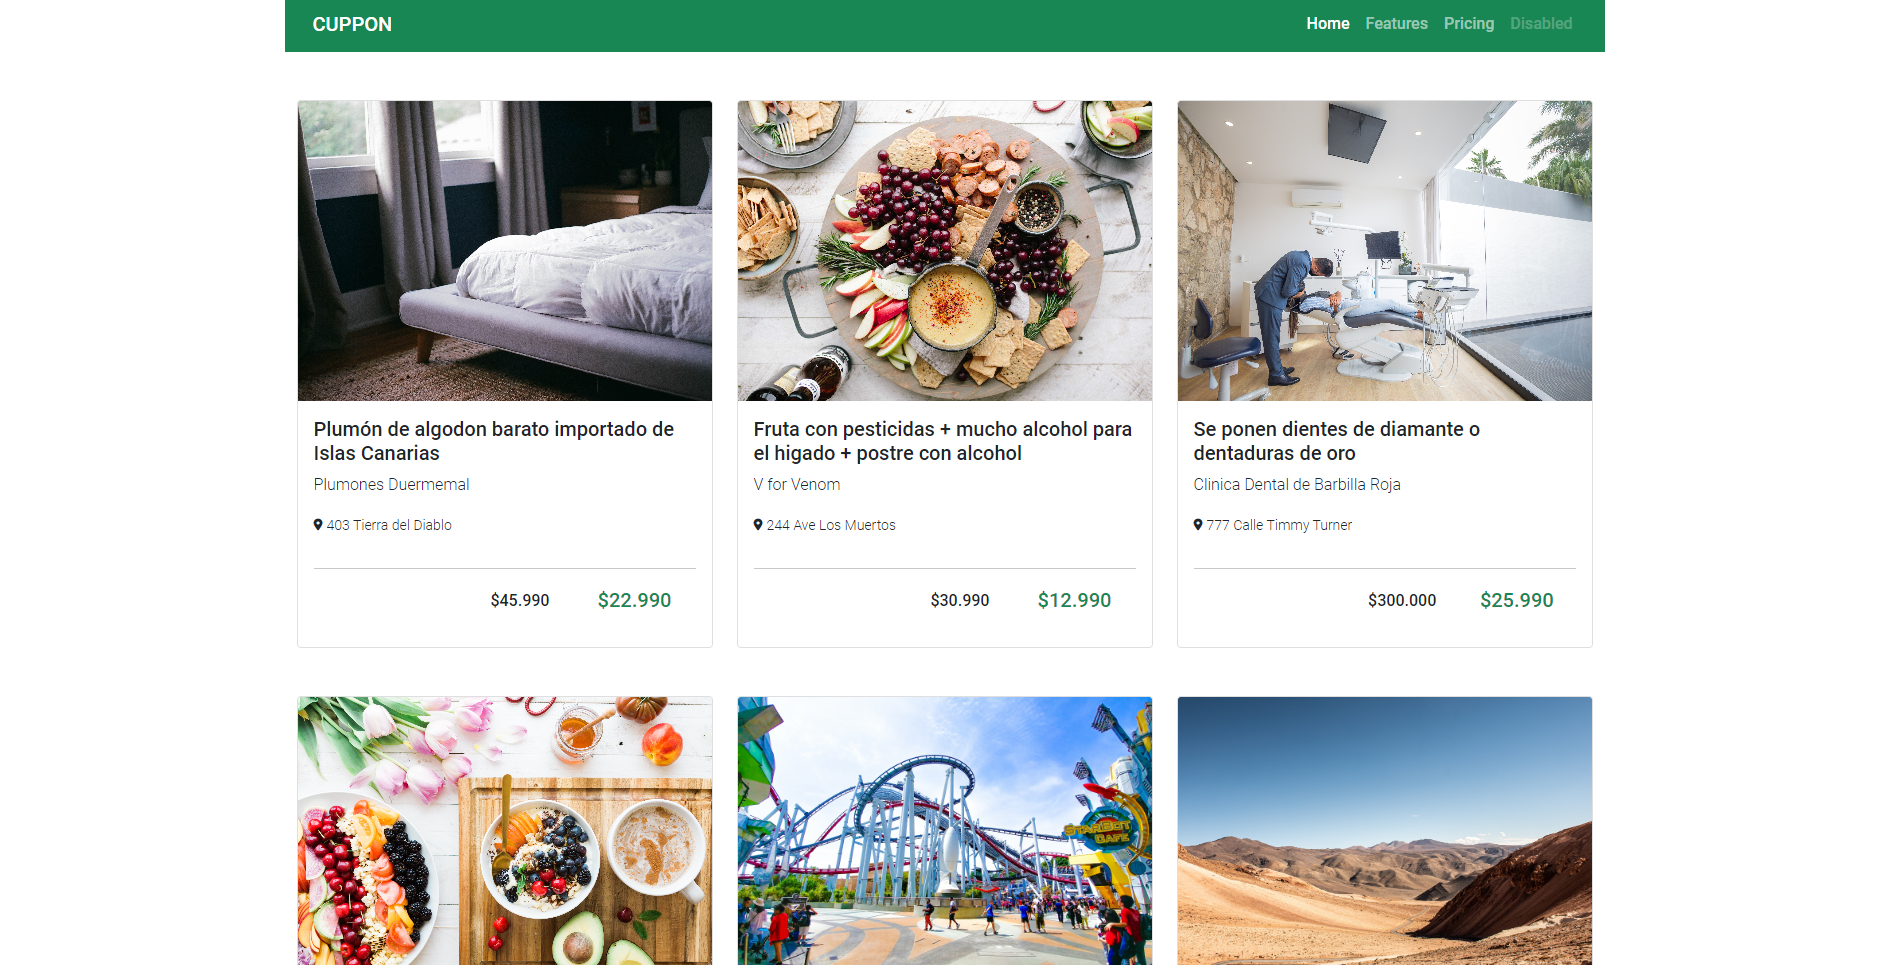 CUPPON
Home Features Pricing Disabled
Plumón de algodon barato importado de
Islas Canarias
Plumones Duermemal
403 Tierra del Diablo
$45.990 $22.990
Fruta con pesticidas + mucho alcohol para
el higado + postre con alcohol
V for Venom
244 Ave Los Muertos
$30.990 $12.990
Se ponen dientes de diamante o
dentaduras de oro
Clinica Dental de Barbilla Roja
777 Calle Timmy Turner
$300.000 $25.990
STARBOT
CAFE